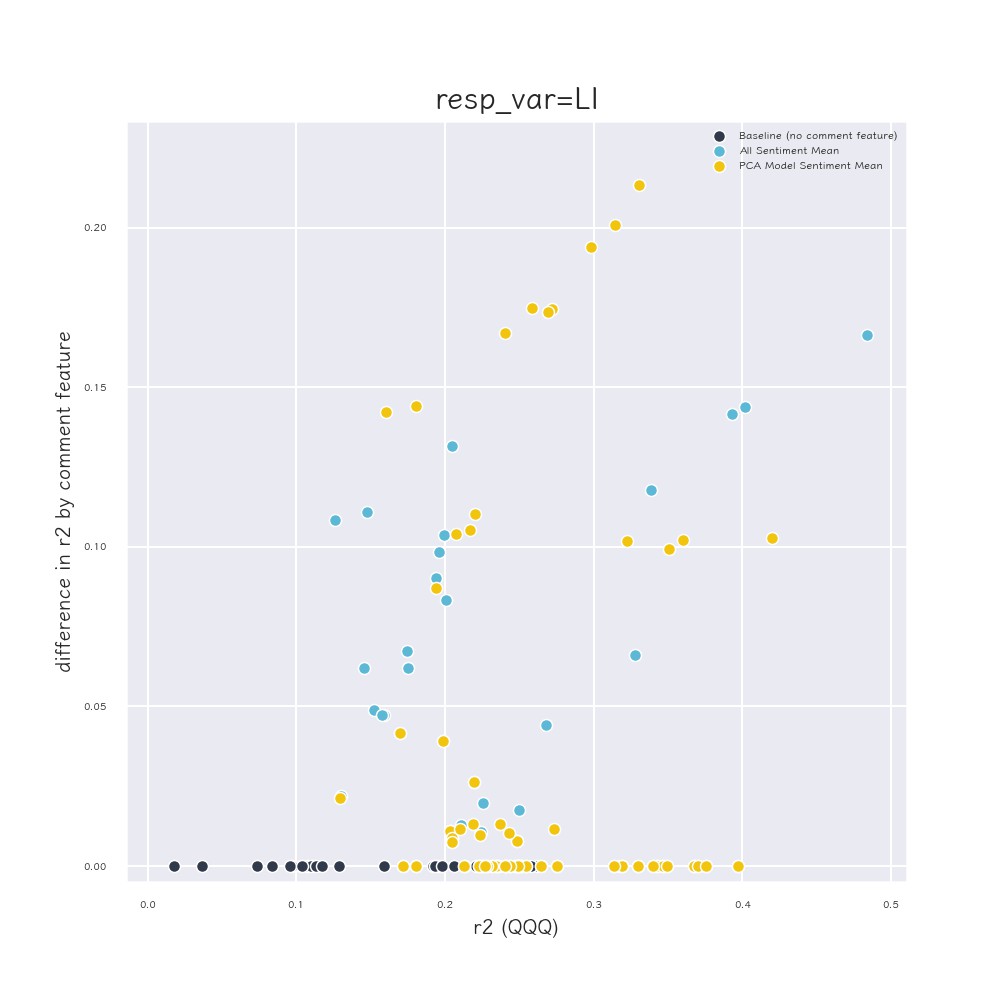 resp_var=LI
Baseline (no comment feature)
All Sentiment Mean
PCA Model Sentiment Mean
difference in r2 by comment feature
0.20
0.15
0.10
0.05
0.00
0.0 0.1 0.2 0.3 0.4 0.5
r2 (QQQ)